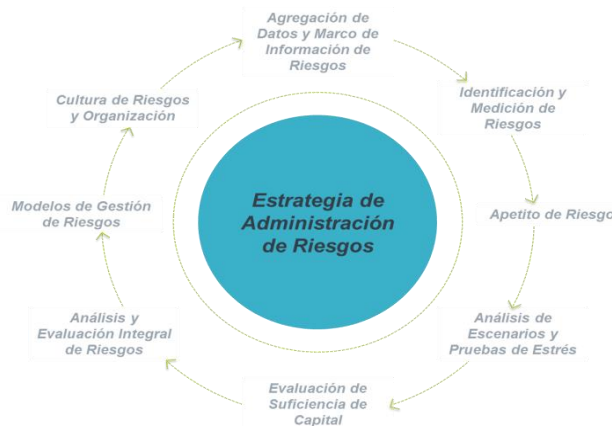 Agregación de
Datos y Marco de
Información de
Riesgos
Identificación y
Medición de
Riesgos
Apetito de Riesgo
Análisis de
Escenarios y
Pruebas de Estrés
Evaluación de
Suficiencia de
Capital
Análisis y
Evaluación Integral
de Riesgos
Modelos de Gestión
de Riesgos
Cultura de Riesgos
y Organización
Estrategia de
Administración
de Riesgos